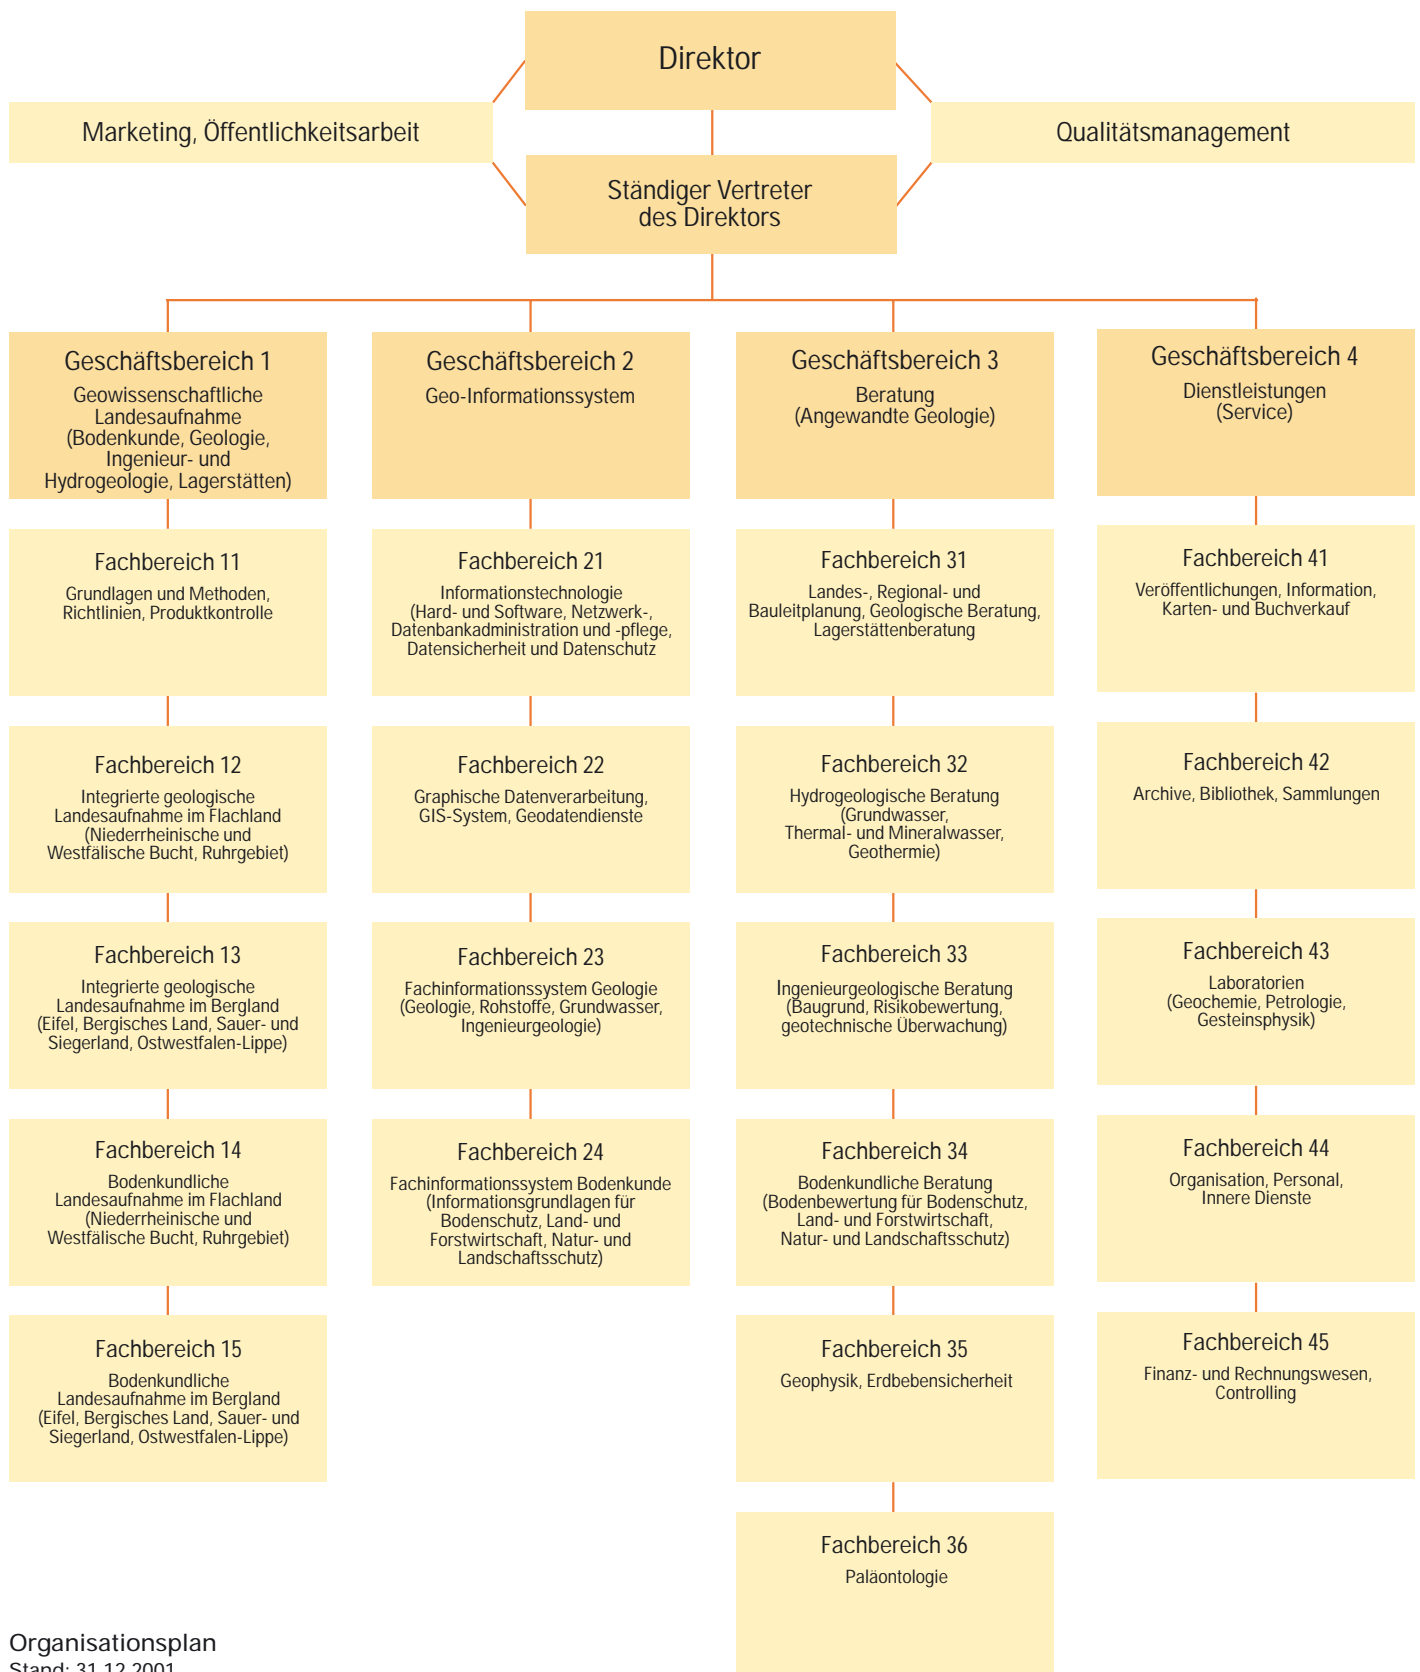 Direktor
Marketing, Öffentlichkeitsarbeit
Qualitätsmanagement
Ständiger Vertreter
des Direktors
Geschäftsbereich 1
Geowissenschaftliche
Landesaufnahme
(Bodenkunde, Geologie,
Ingenieur- und
Hydrogeologie, Lagerstätten)
Fachbereich 11
Grundlagen und Methoden,
Richtlinien, Produktkontrolle
Fachbereich 12
Integrierte geologische
Landesaufnahme im Flachland
(Niederrheinische und
Westfälische Bucht, Ruhrgebiet)
Fachbereich 13
Integrierte geologische
Landesaufnahme im Bergland
(Eifel, Bergisches Land, Sauer- und
Siegerland, Ostwestfalen-Lippe)
Fachbereich 14
Bodenkundliche
Landesaufnahme im Flachland
(Niederrheinische und
Westfälische Bucht, Ruhrgebiet)
Fachbereich 15
Bodenkundliche
Landesaufnahme im Bergland
(Eifel, Bergisches Land, Sauer- und
Siegerland, Ostwestfalen-Lippe)
Geschäftsbereich 2
Geo-Informationssystem
Fachbereich 21
Informationstechnologie
(Hard- und Software, Netzwerk-,
Datenbankadministration und -pflege,
Datensicherheit und Datenschutz
Fachbereich 22
Graphische Datenverarbeitung,
GIS-System, Geodatendienste
Fachbereich 23
Fachinformationssystem Geologie
(Geologie, Rohstoffe, Grundwasser,
Ingenieurgeologie)
Fachbereich 24
Fachinformationssystem Bodenkunde
(Informationsgrundlagen für
Bodenschutz, Land- und
Forstwirtschaft, Natur- und
Landschaftsschutz)
Geschäftsbereich 3
Beratung
(Angewandte Geologie)
Fachbereich 31
Landes-, Regional- und
Bauleitplanung, Geologische Beratung,
Lagerstättenberatung
Fachbereich 32
Hydrogeologische Beratung
(Grundwasser,
Thermal- und Mineralwasser,
Geothermie)
Fachbereich 33
Ingenieurgeologische Beratung
(Baugrund, Risikobewertung,
geotechnische Überwachung)
Fachbereich 34
Bodenkundliche Beratung
(Bodenbewertung für Bodenschutz,
Land- und Forstwirtschaft,
Natur- und Landschaftsschutz)
Fachbereich 35
Geophysik, Erdbebensicherheit
Fachbereich 36
Paläontologie
Geschäftsbereich 4
Dienstleistungen
(Service)
Fachbereich 41
Veröffentlichungen, Information,
Karten- und Buchverkauf
Fachbereich 42
Archive, Bibliothek, Sammlungen
Fachbereich 43
Laboratorien
(Geochemie, Petrologie,
Gesteinsphysik)
Fachbereich 44
Organisation, Personal,
Innere Dienste
Fachbereich 45
Finanz- und Rechnungswesen,
Controlling
Organisationsplan
Stand: 31.12.2001